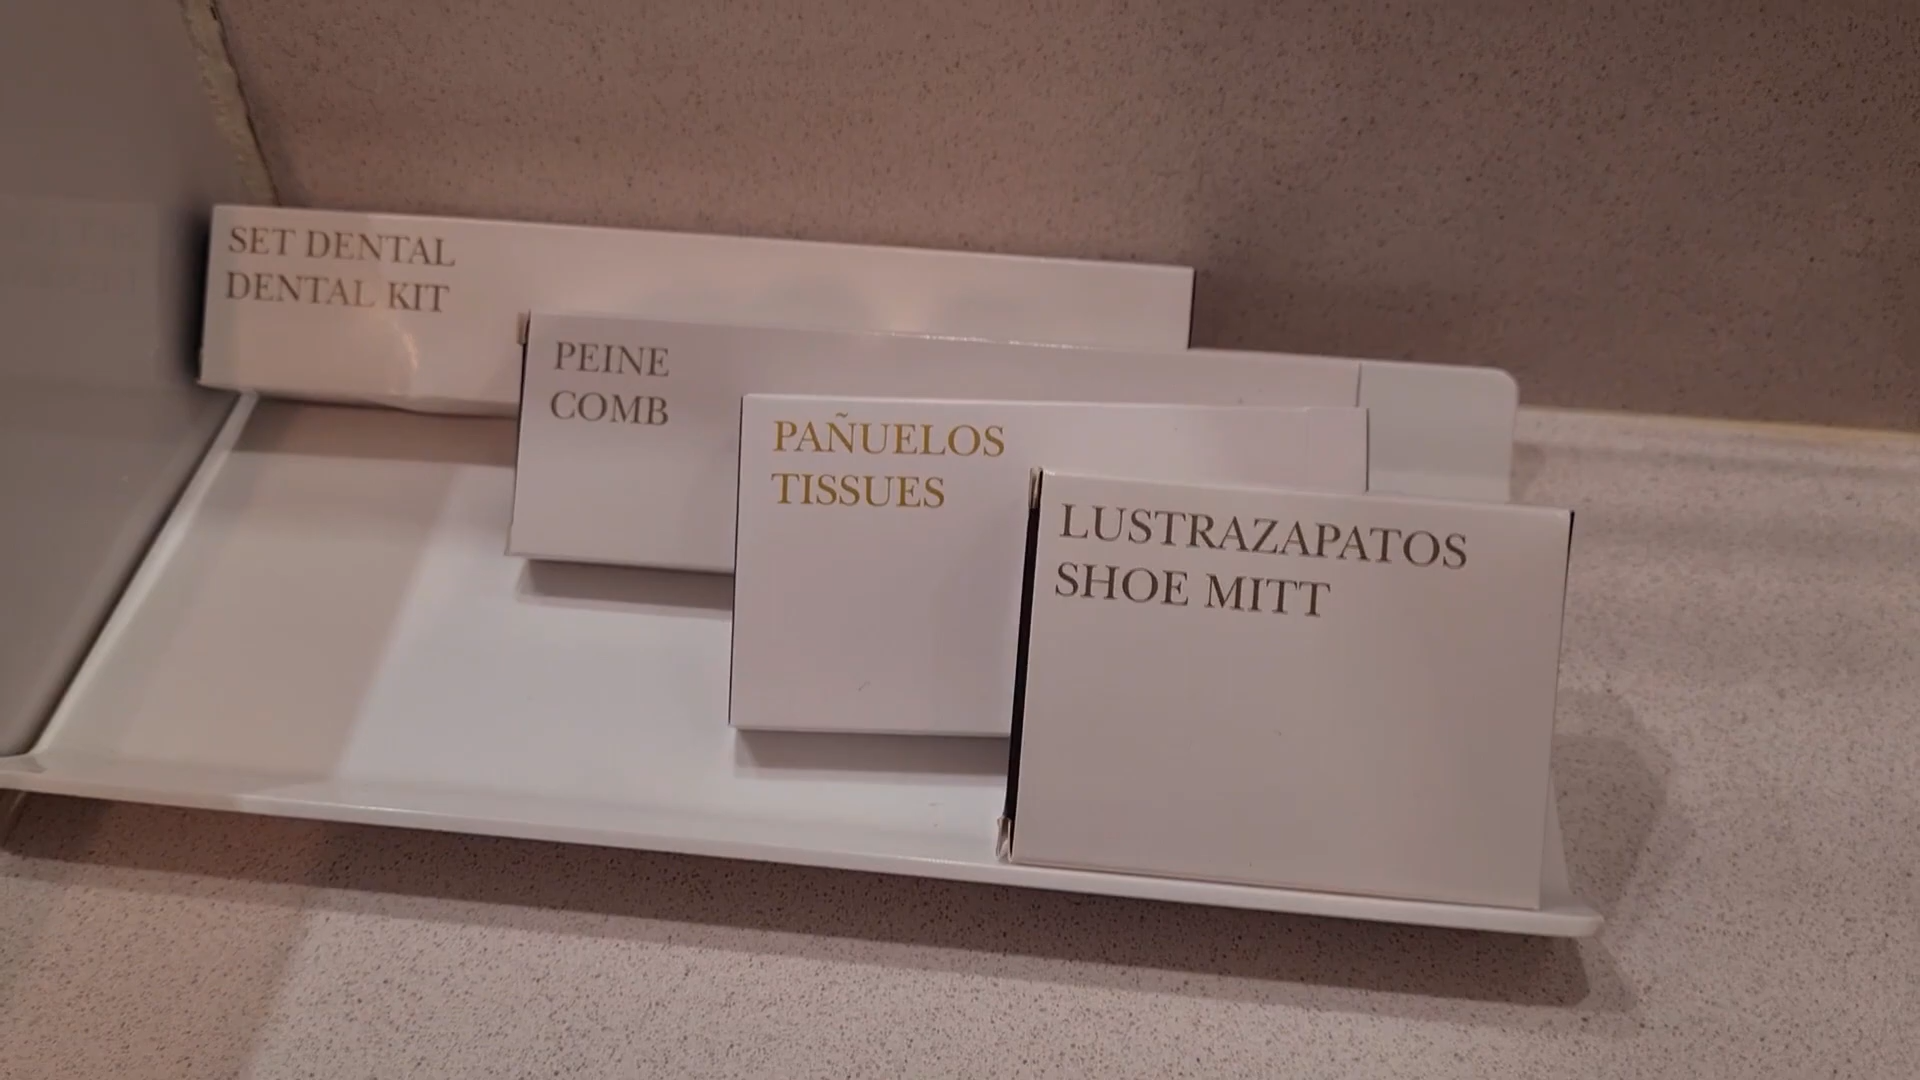 SET DENTAL
DENTAL KIT
PEINE
COMB
PAÑUELOS
TISSUES
LUSTRAZAPATOS
SHOE MITT